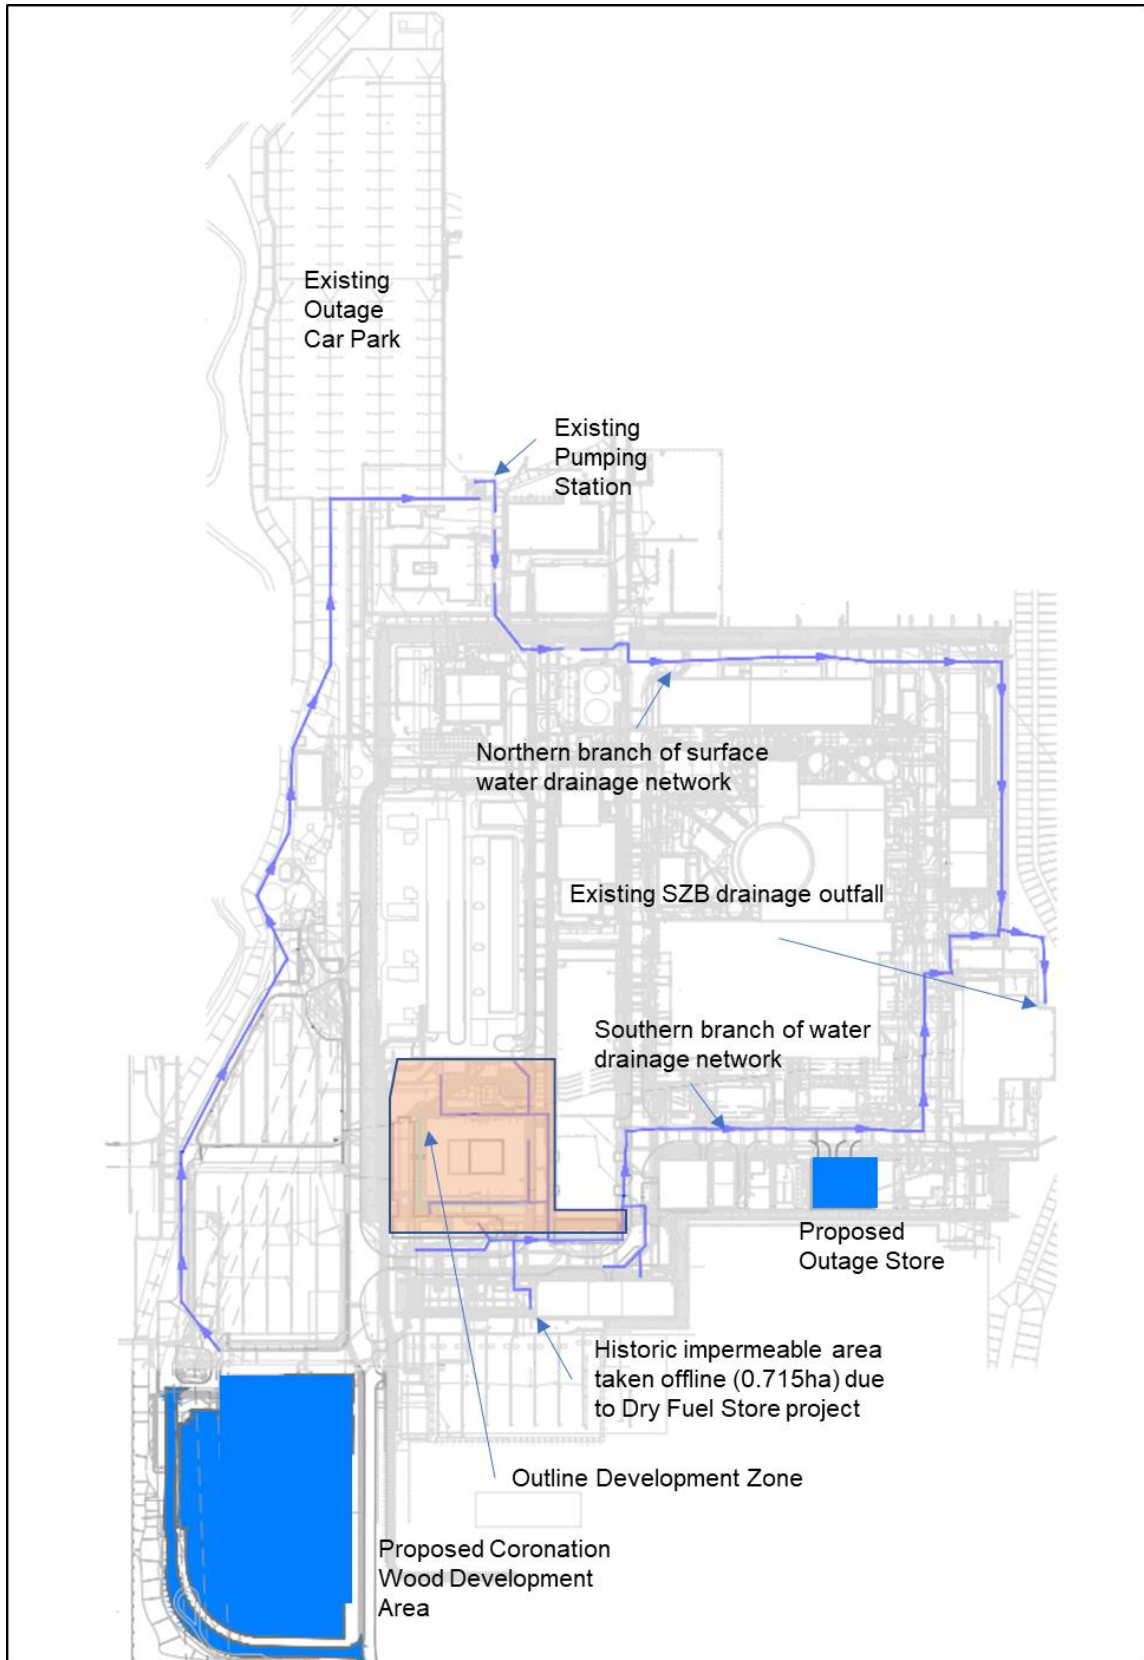 Existing
Outage
Car Park
Existing
Pumping
Station
Northern branch of surface
water drainage network
Existing SZB drainage outfall
Southern branch of water
drainage network
Proposed
Outage Store
Historic impermeable area
taken offline (0.715ha) due
to Dry Fuel Store project
Outline Development Zone
Proposed Coronation
Wood Development
Area